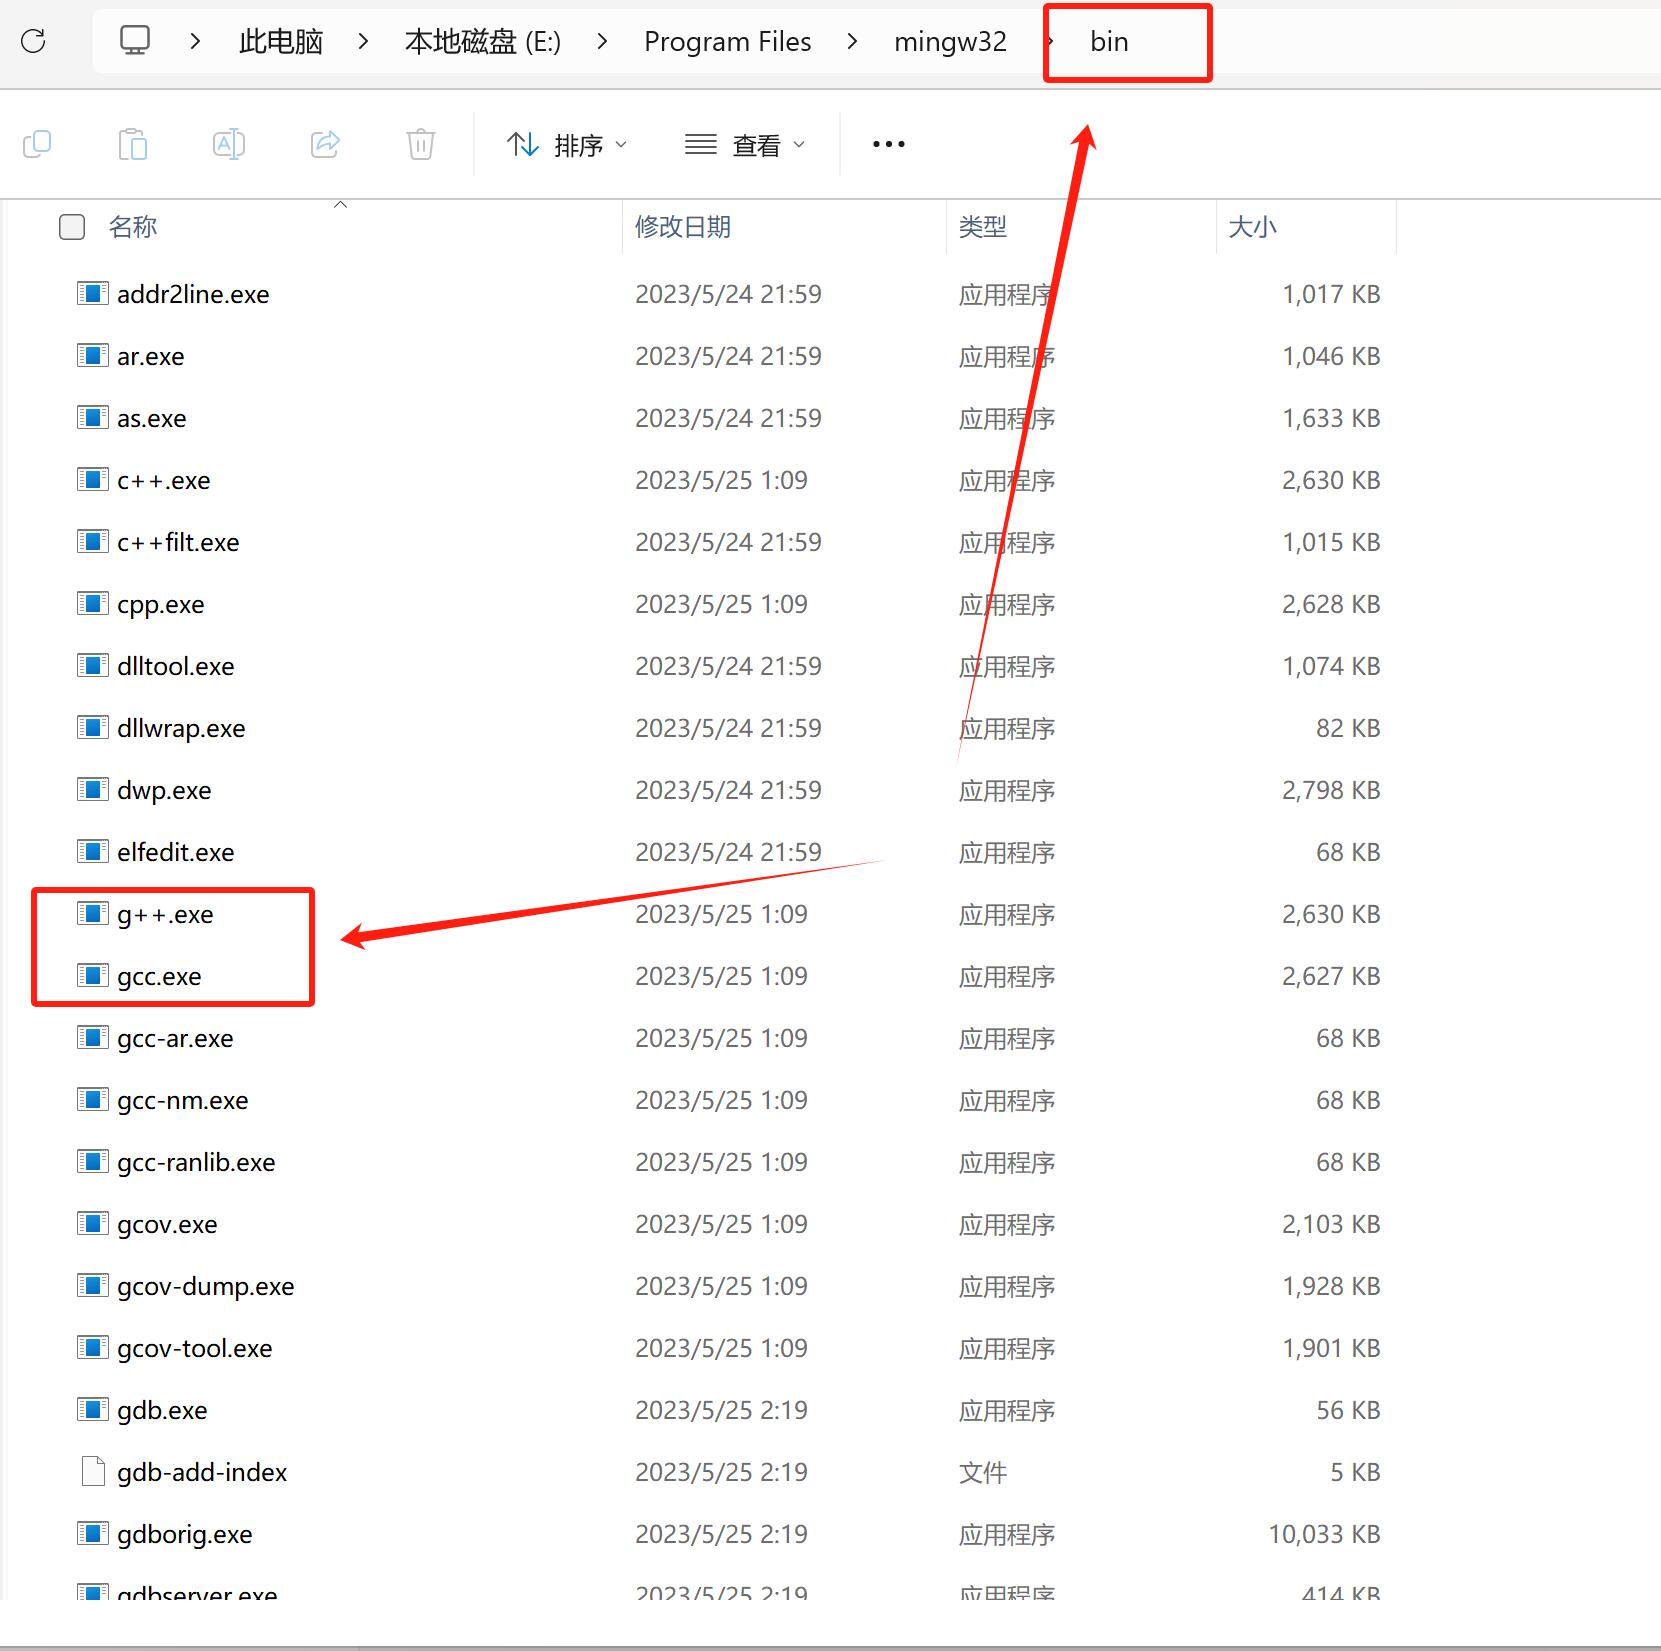 此电脑 本地磁盘 (E:) Program Files mingw32 bin
排序 查看
名称 修改日期 类型 大小
addr2line.exe 2023/5/24 21:59 应用程序 1,017 KB
ar.exe 2023/5/24 21:59 应用程序 1,046 KB
as.exe 2023/5/24 21:59 应用程序 1,633 KB
c++.exe 2023/5/25 1:09 应用程序 2,630 KB
c++filt.exe 2023/5/24 21:59 应用程序 1,015 KB
cpp.exe 2023/5/25 1:09 应用程序 2,628 KB
dlltool.exe 2023/5/24 21:59 应用程序 1,074 KB
dllwrap.exe 2023/5/24 21:59 应用程序 82 KB
dwp.exe 2023/5/24 21:59 应用程序 2,798 KB
elfedit.exe 2023/5/24 21:59 应用程序 68 KB
g++.exe 2023/5/25 1:09 应用程序 2,630 KB
gcc.exe 2023/5/25 1:09 应用程序 2,627 KB
gcc-ar.exe 2023/5/25 1:09 应用程序 68 KB
gcc-nm.exe 2023/5/25 1:09 应用程序 68 KB
gcc-ranlib.exe 2023/5/25 1:09 应用程序 68 KB
gcov.exe 2023/5/25 1:09 应用程序 2,103 KB
gcov-dump.exe 2023/5/25 1:09 应用程序 1,928 KB
gcov-tool.exe 2023/5/25 1:09 应用程序 1,901 KB
gdb.exe 2023/5/25 2:19 应用程序 56 KB
gdb-add-index 2023/5/25 2:19 文件 5 KB
gdborig.exe 2023/5/25 2:19 应用程序 10,033 KB
gdbserver.exe 2023/5/25 2:19 应用程序 414 KB